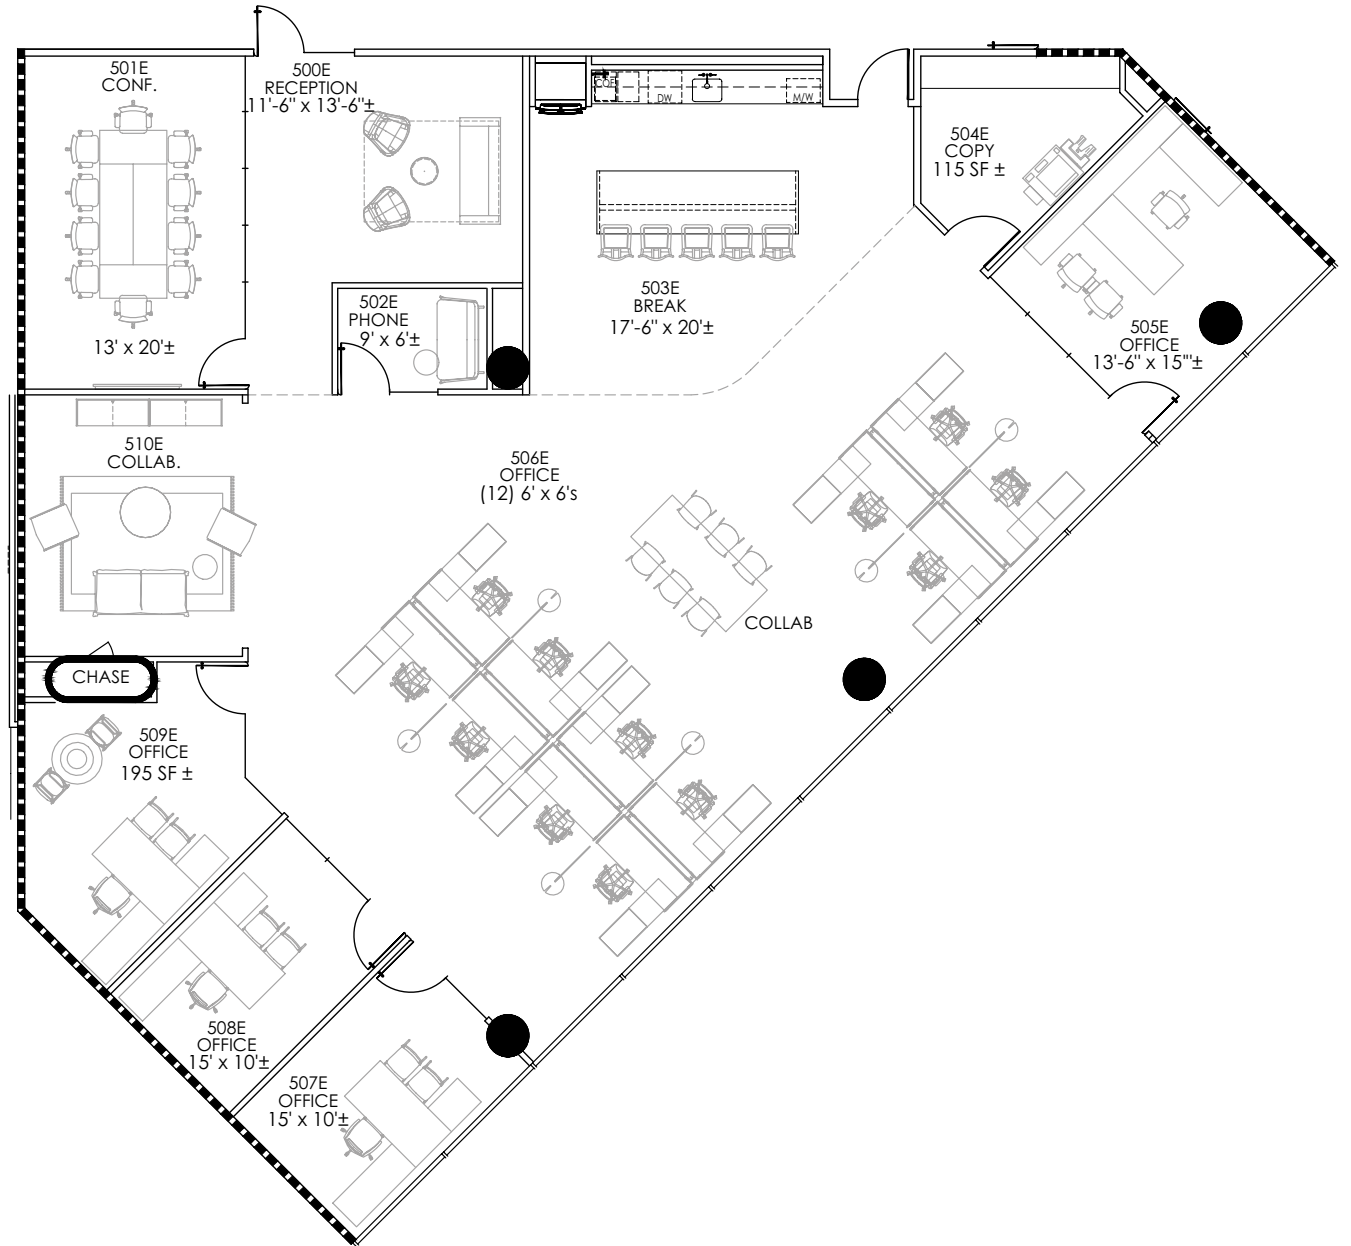 501E
CONF.
13' x 20'±
500E
RECEPTION
11'-6" x 13'-6"±
COF
DW
M/W
504E
COPY
115 SF ±
502E
PHONE
9' x 6'±
503E
BREAK
17'-6" x 20'±
505E
OFFICE
13'-6" x 15'"±
510E
COLLAB.
506E
OFFICE
(12) 6' x 6's
COLLAB
CHASE
509E
OFFICE
195 SF ±
508E
OFFICE
15' x 10'±
507E
OFFICE
15' x 10'±